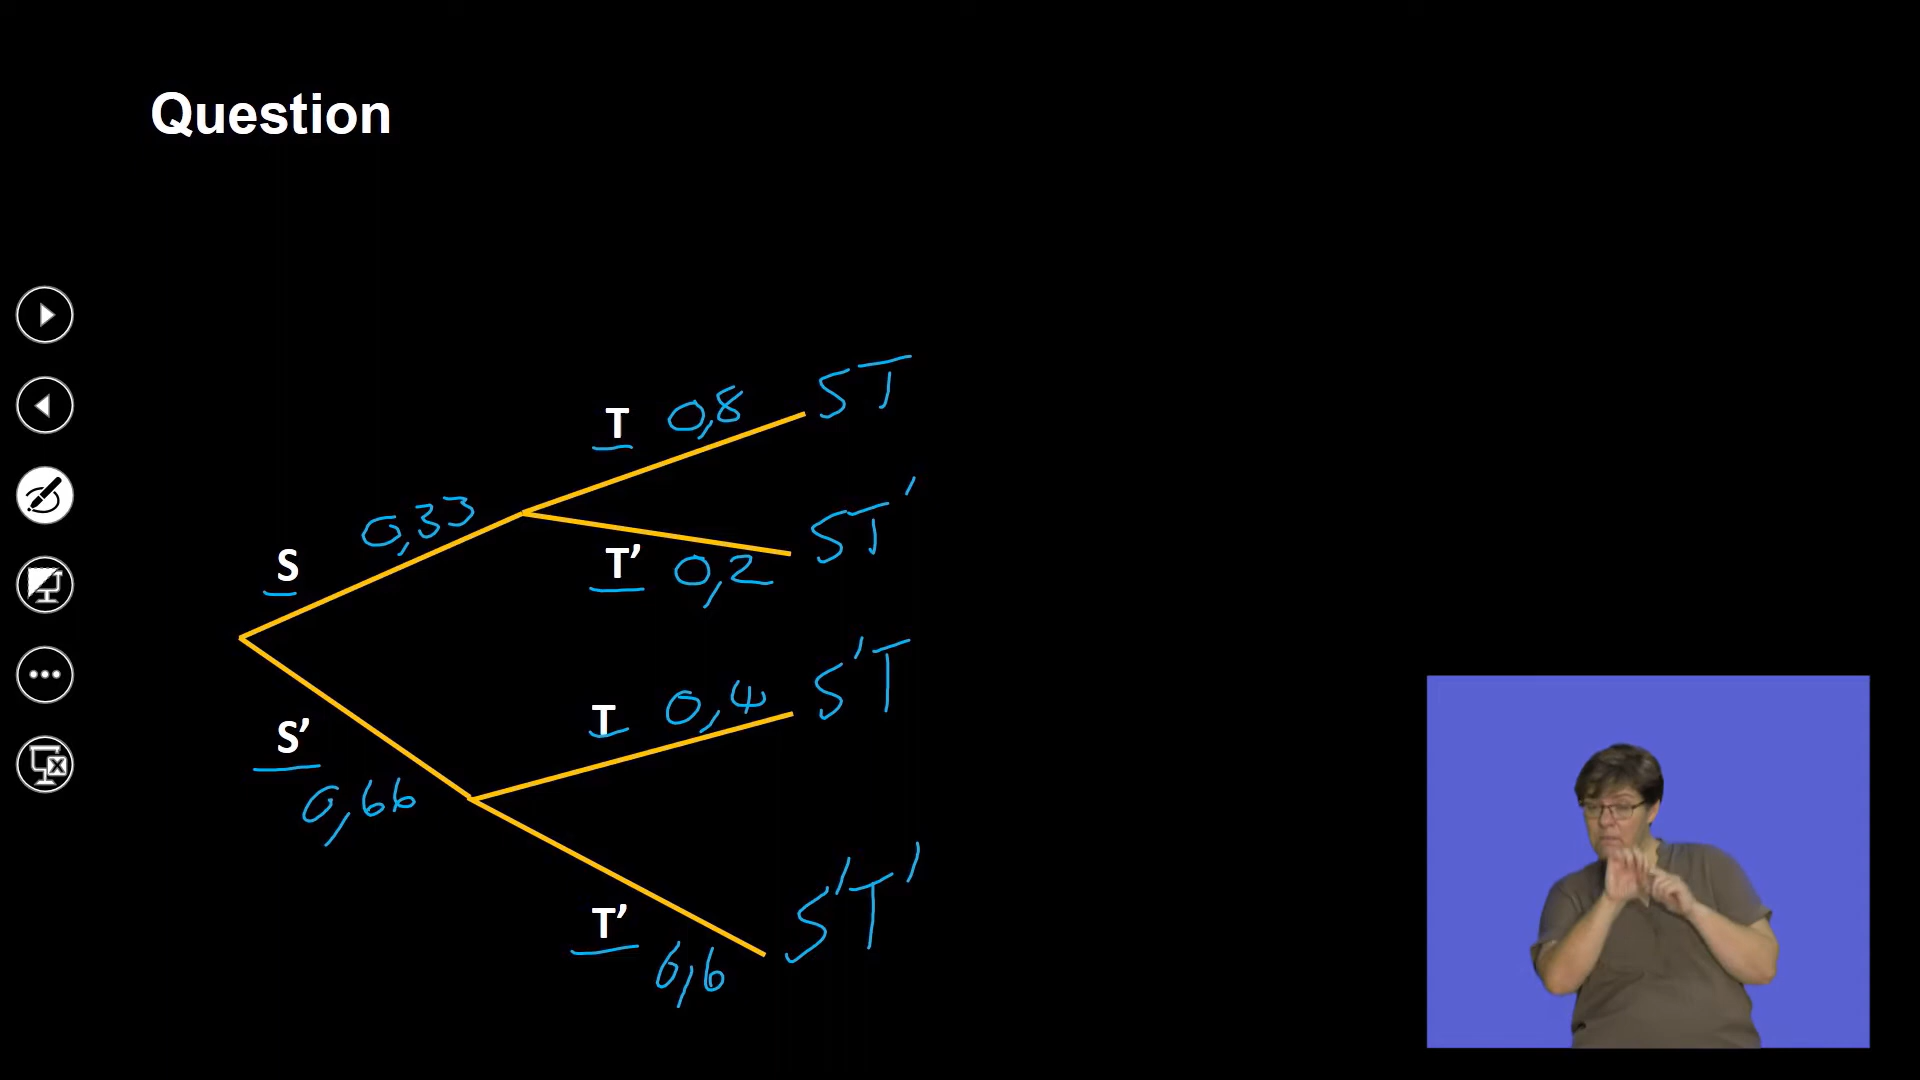 Question
T 0,8 ST
S 0,33
T' 0,2 ST'
S' 0,66
T 0,4 S'T
T' 0,6 S'T'